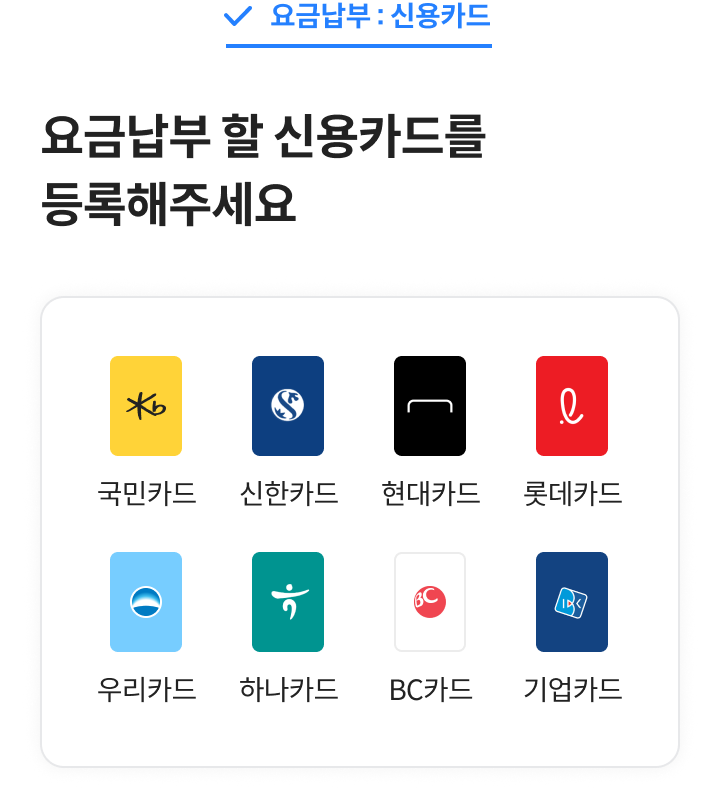 요금납부 : 신용카드
요금납부 할 신용카드를
등록해주세요
국민카드 신한카드 현대카드 롯데카드
BC
우리카드 하나카드 BC카드 기업카드